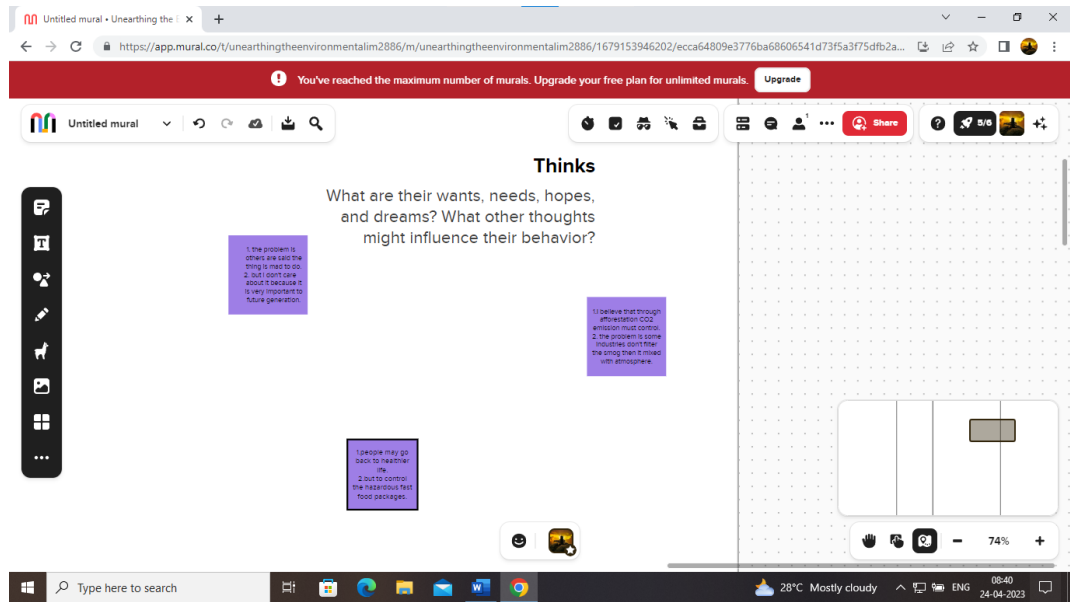 Untitled mural • Unearthing the E
https://app.mural.co/t/unearthingtheenvironmentalim2886/m/unearthingtheenvironmentalim2886/1679153946202/ecca64809e3776ba68606541d73f5a3f75dfb2a...
You've reached the maximum number of murals. Upgrade your free plan for unlimited murals. Upgrade
Untitled mural
1
Share
5/6
Thinks
What are their wants, needs, hopes,
and dreams? What other thoughts
might influence their behavior?
1. the problem is
others are said the
thing is mad to do.
2. but i don't care
about it because it
is very important to
future generation.
1.I believe that through
afforestation CO2
emission must control.
2. the problem is some
industries don't filter
the smog then it mixed
with atmosphere.
1.people may go
back to healthier
life.
2.but to control
the hazardous fast
food packages.
74%
Type here to search
28°C Mostly cloudy
ENG
08:40
24-04-2023